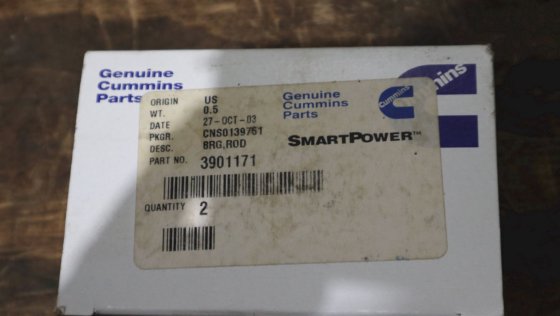 Genuine
Cummins
Parts
Cummins
ORIGIN US
WT. 0.5
DATE 27-OCT-03
PKGR. CNS0139761
DESC. BRG,ROD
PART NO. 3901171
QUANTITY 2
Genuine
Cummins
Parts
Cummins
SMARTPOWER™